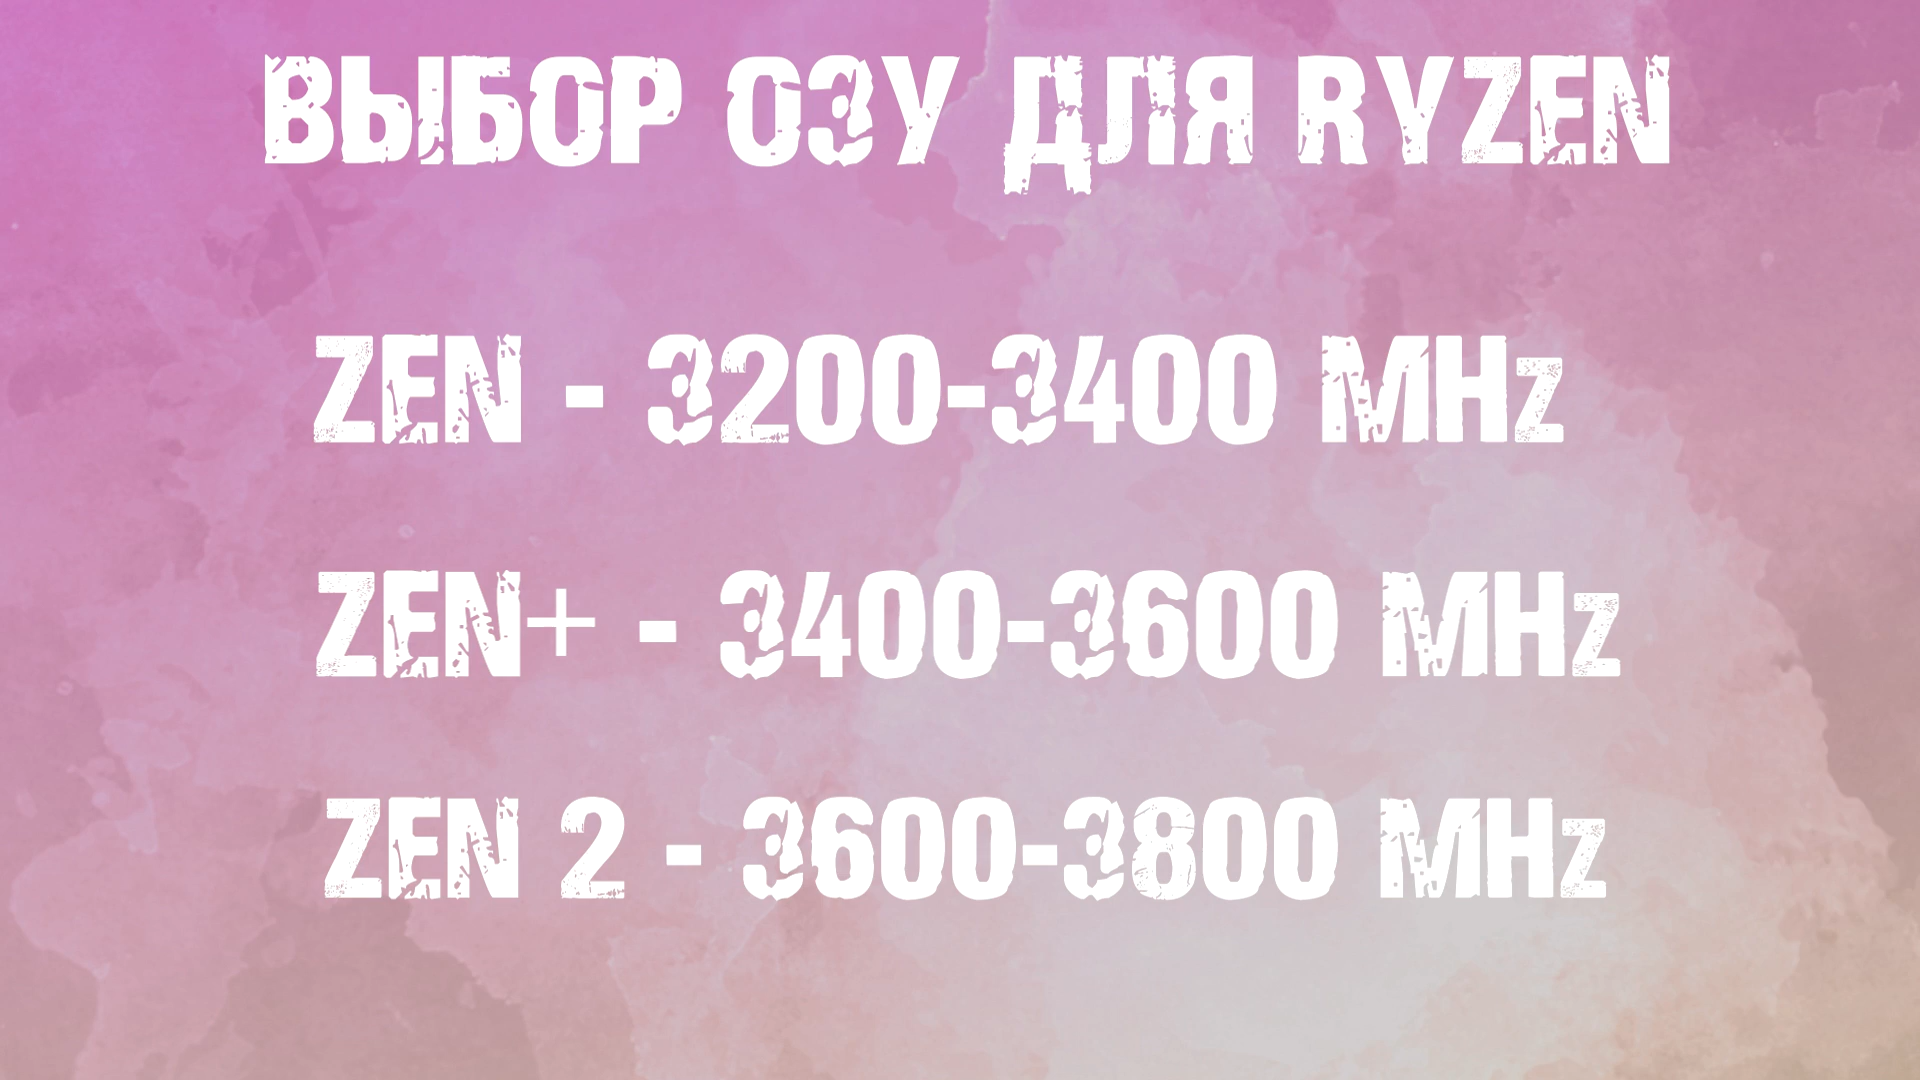 ВЫБОР ОЗУ ДЛЯ RYZEN
ZEN - 3200-3400 MHz
ZEN+ - 3400-3600 MHz
ZEN 2 - 3600-3800 MHz